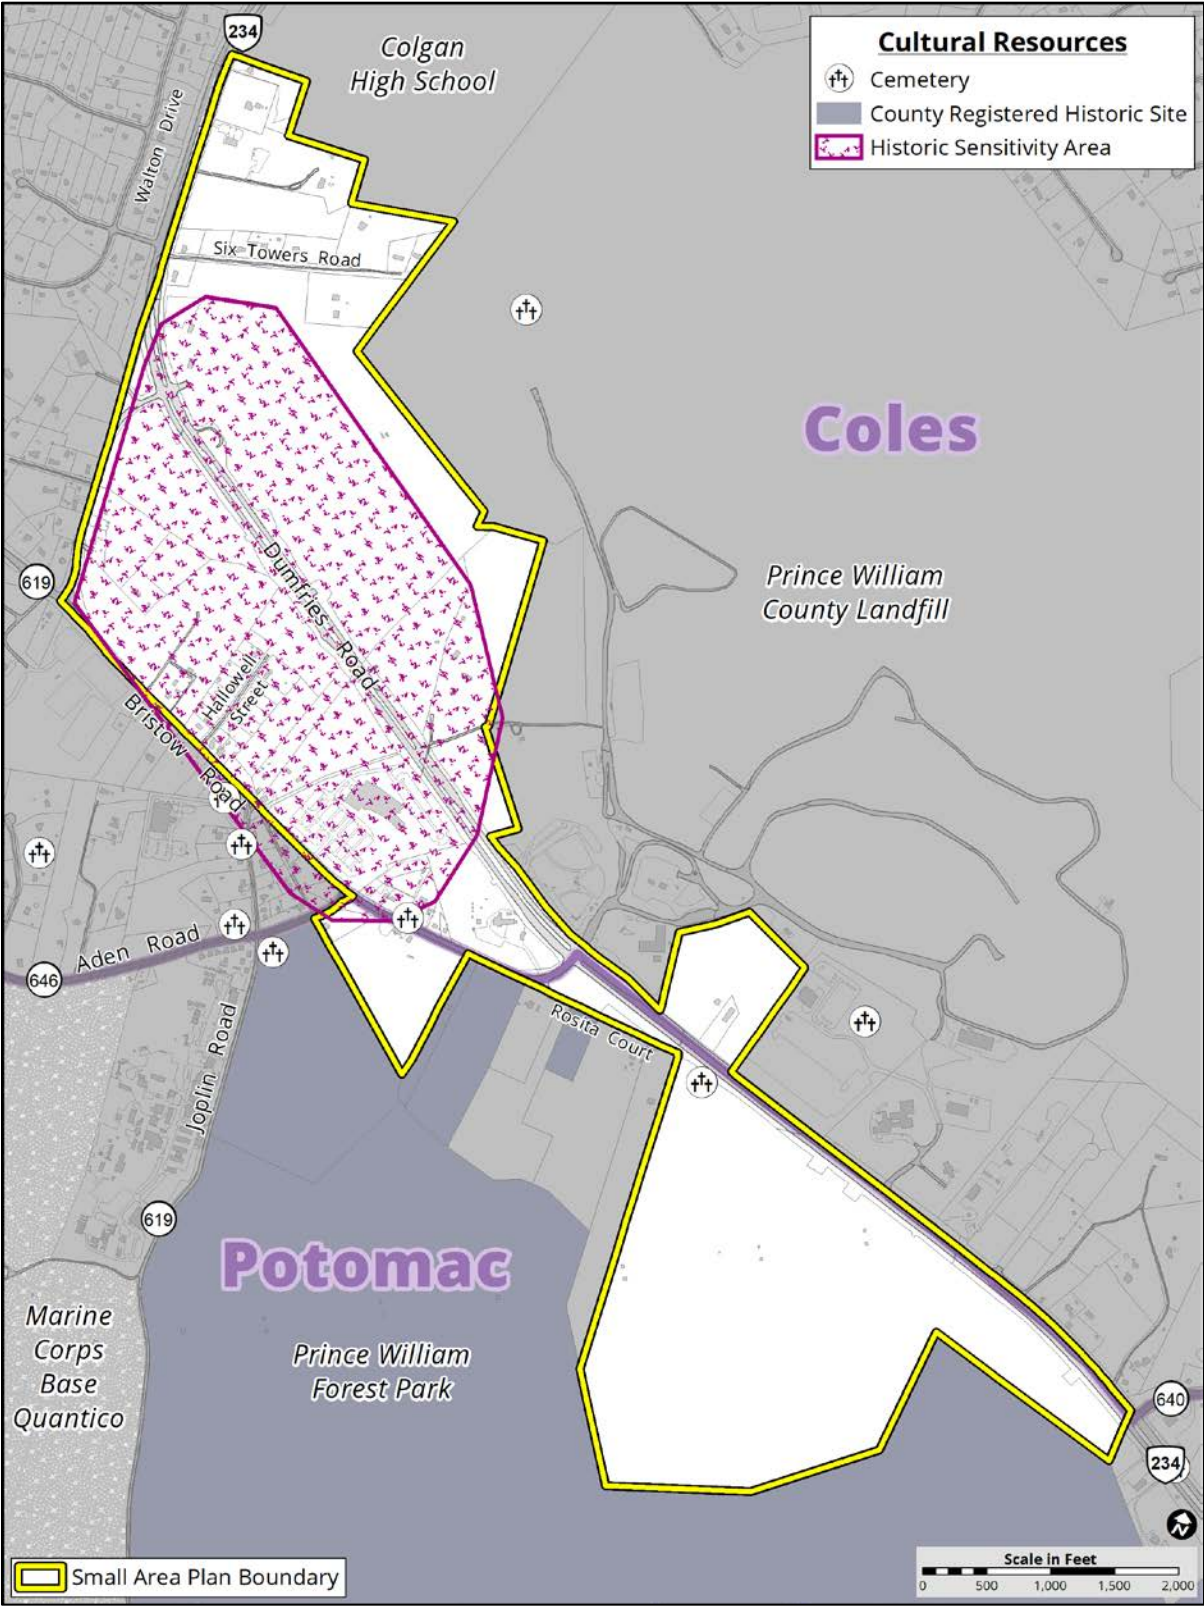 234
Colgan
High School
Cultural Resources
Cemetery
County Registered Historic Site
Historic Sensitivity Area
Walton Drive
Six Towers Road
Coles
619
Dumfries Road
Prince William
County Landfill
Hallowell
Street
Bristow Road
Aden Road
646
Rosita Court
Joplin Road
619
Potomac
Marine
Corps
Base
Quantico
Prince William
Forest Park
640
234
N
Small Area Plan Boundary
Scale in Feet
0 500 1,000 1,500 2,000